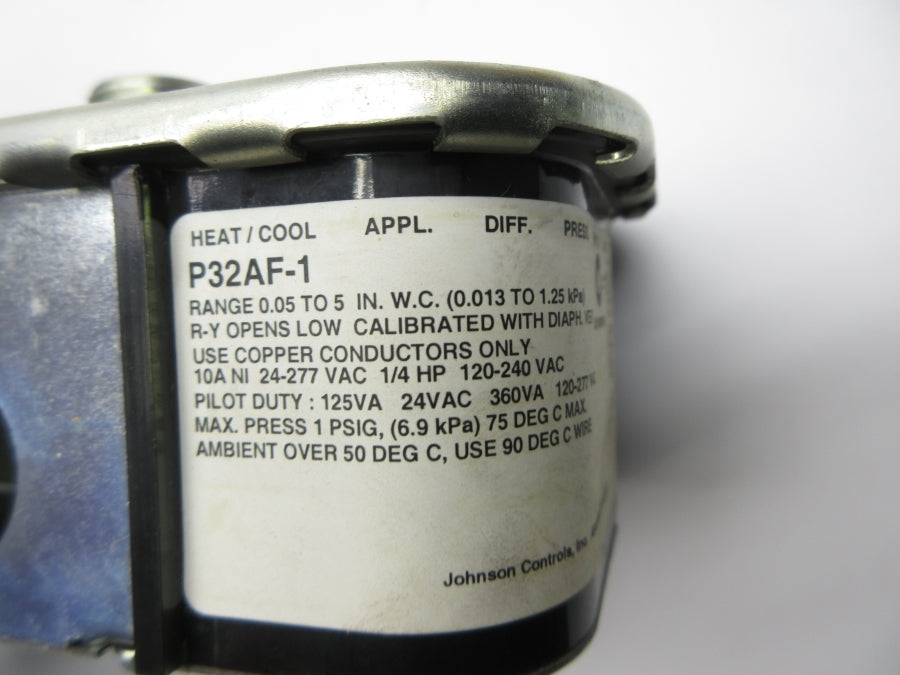 HEAT / COOL APPL. DIFF.
P32AF-1
RANGE 0.05 TO 5 IN. W.C. (0.013 TO 1.25 kPa)
R-Y OPENS LOW CALIBRATED WITH DIAPH.
USE COPPER CONDUCTORS ONLY
10A NI 24-277 VAC 1/4 HP 120-240 VAC
PILOT DUTY : 125VA 24VAC 360VA 120-277
MAX. PRESS 1 PSIG, (6.9 kPa) 75 DEG C MAX.
AMBIENT OVER 50 DEG C, USE 90 DEG C WIRE
Johnson Controls, Inc.